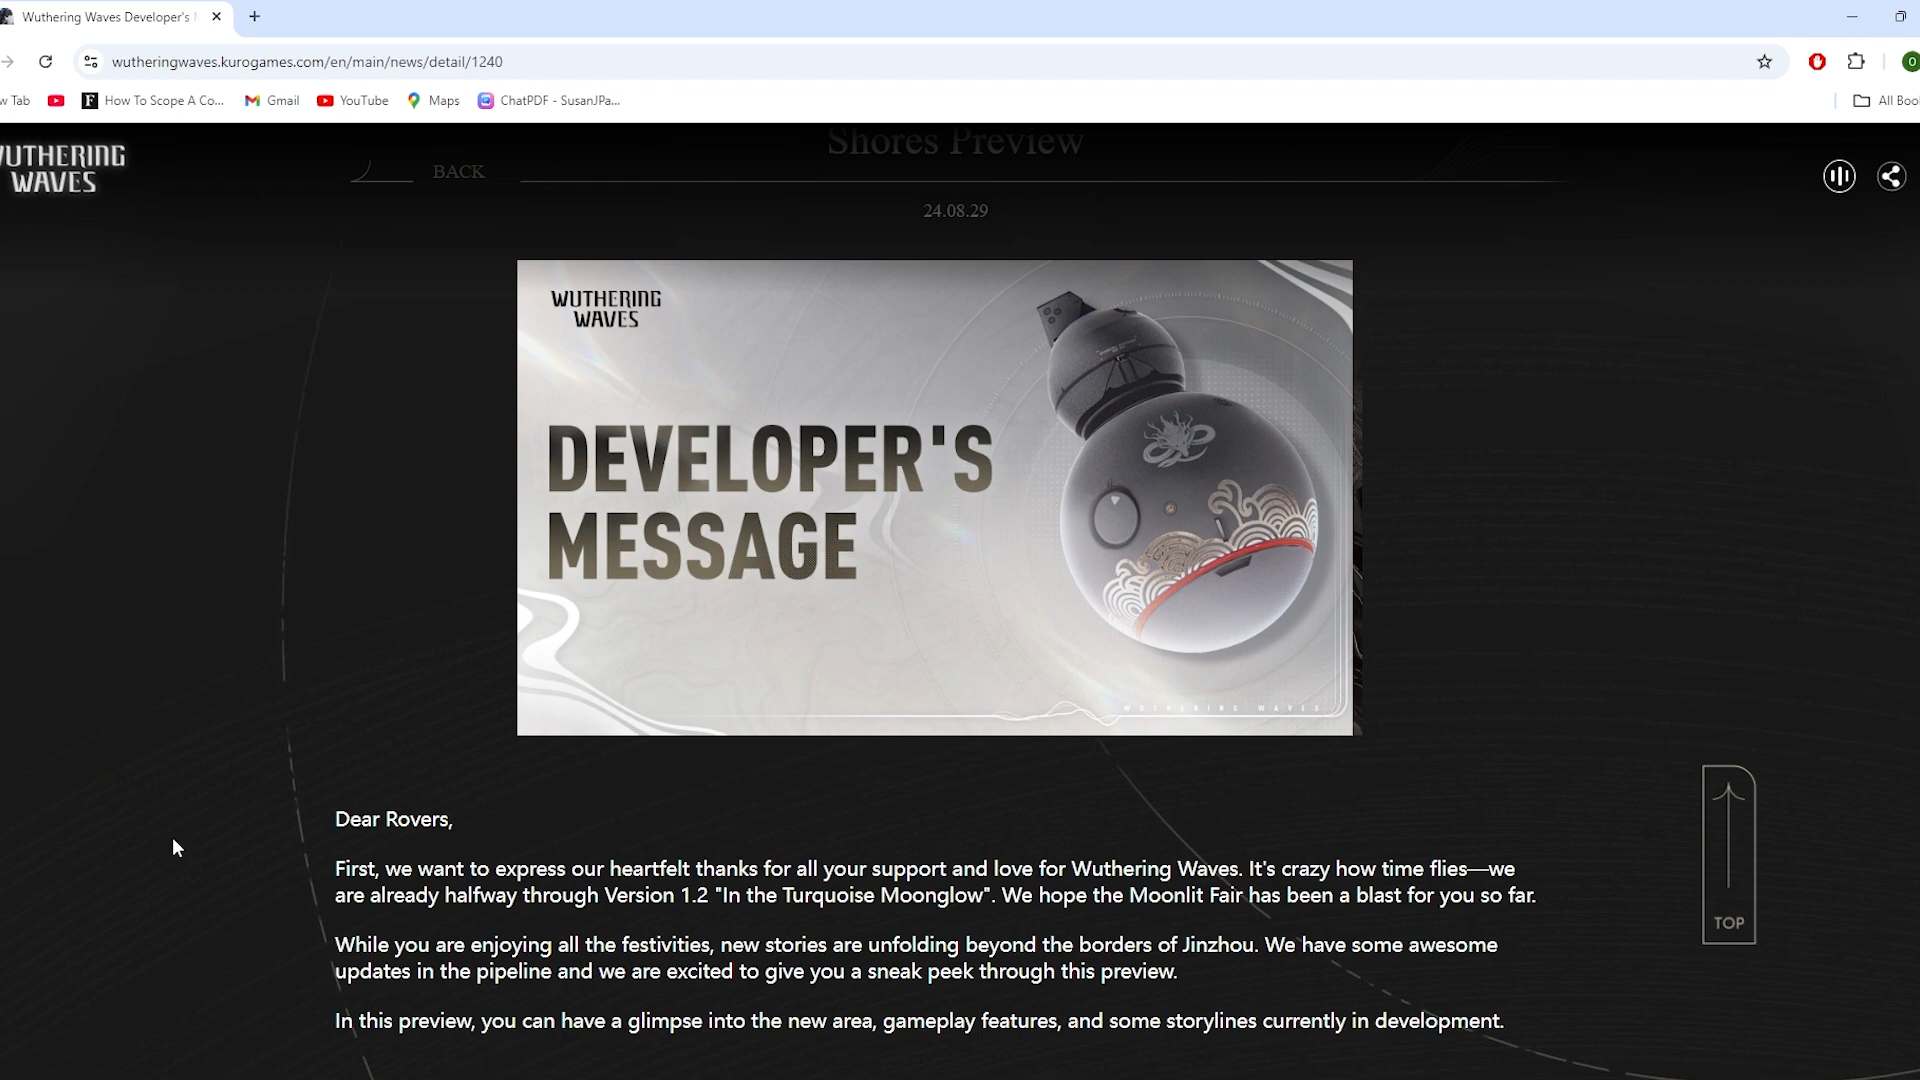 Wuthering Waves Developer's
wutheringwaves.kurogames.com/en/main/news/detail/1240
w Tab
How To Scope A Co...
Gmail
YouTube
Maps
ChatPDF - SusanJPa...
All Boo
WUTHERING
WAVES
Shores Preview
BACK
24.08.29
WUTHERING
WAVES
DEVELOPER'S
MESSAGE
WUTHERING WAVES
Dear Rovers,
First, we want to express our heartfelt thanks for all your support and love for Wuthering Waves. It's crazy how time flies—we
are already halfway through Version 1.2 "In the Turquoise Moonglow". We hope the Moonlit Fair has been a blast for you so far.
While you are enjoying all the festivities, new stories are unfolding beyond the borders of Jinzhou. We have some awesome
updates in the pipeline and we are excited to give you a sneak peek through this preview.
In this preview, you can have a glimpse into the new area, gameplay features, and some storylines currently in development.
TOP